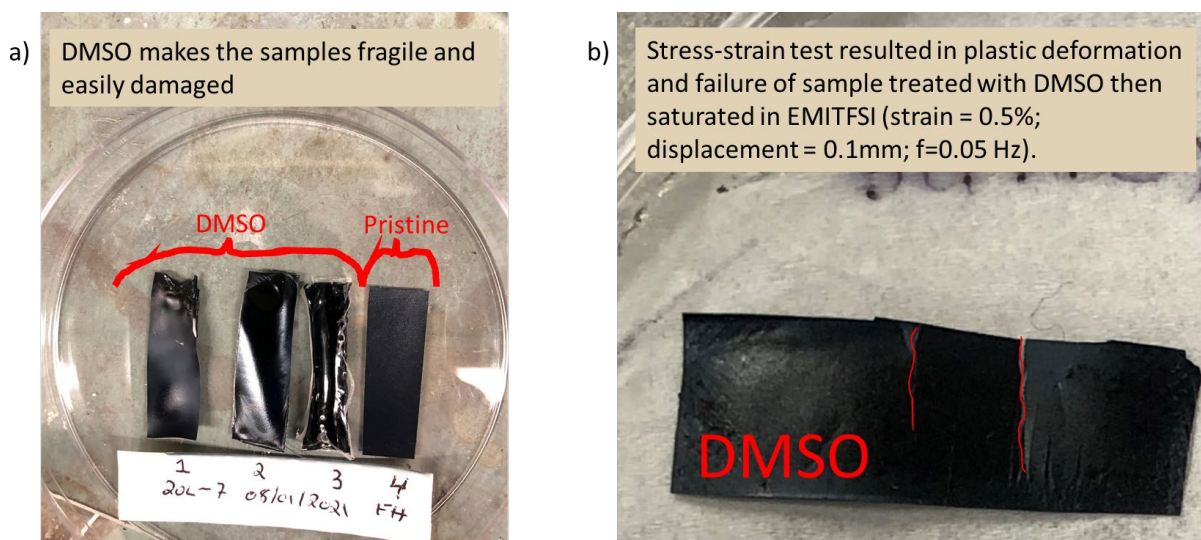 a)
DMSO makes the samples fragile and
easily damaged
DMSO
Pristine
1 2 3 4
20L-7 08/01/2021 FH
b)
Stress-strain test resulted in plastic deformation
and failure of sample treated with DMSO then
saturated in EMITFSI (strain = 0.5%;
displacement = 0.1mm; f=0.05 Hz).
DMSO